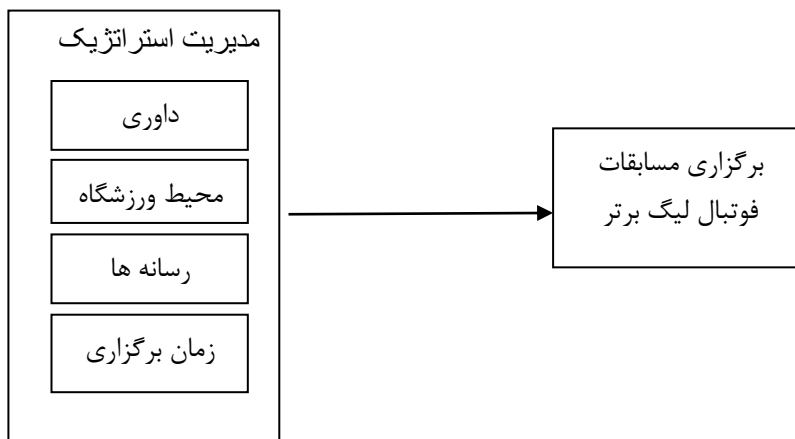 مدیریت استراتژیک
داوری
محیط ورزشگاه
رسانه ها
زمان برگزاری
برگزاری مسابقات
فوتبال لیگ برتر